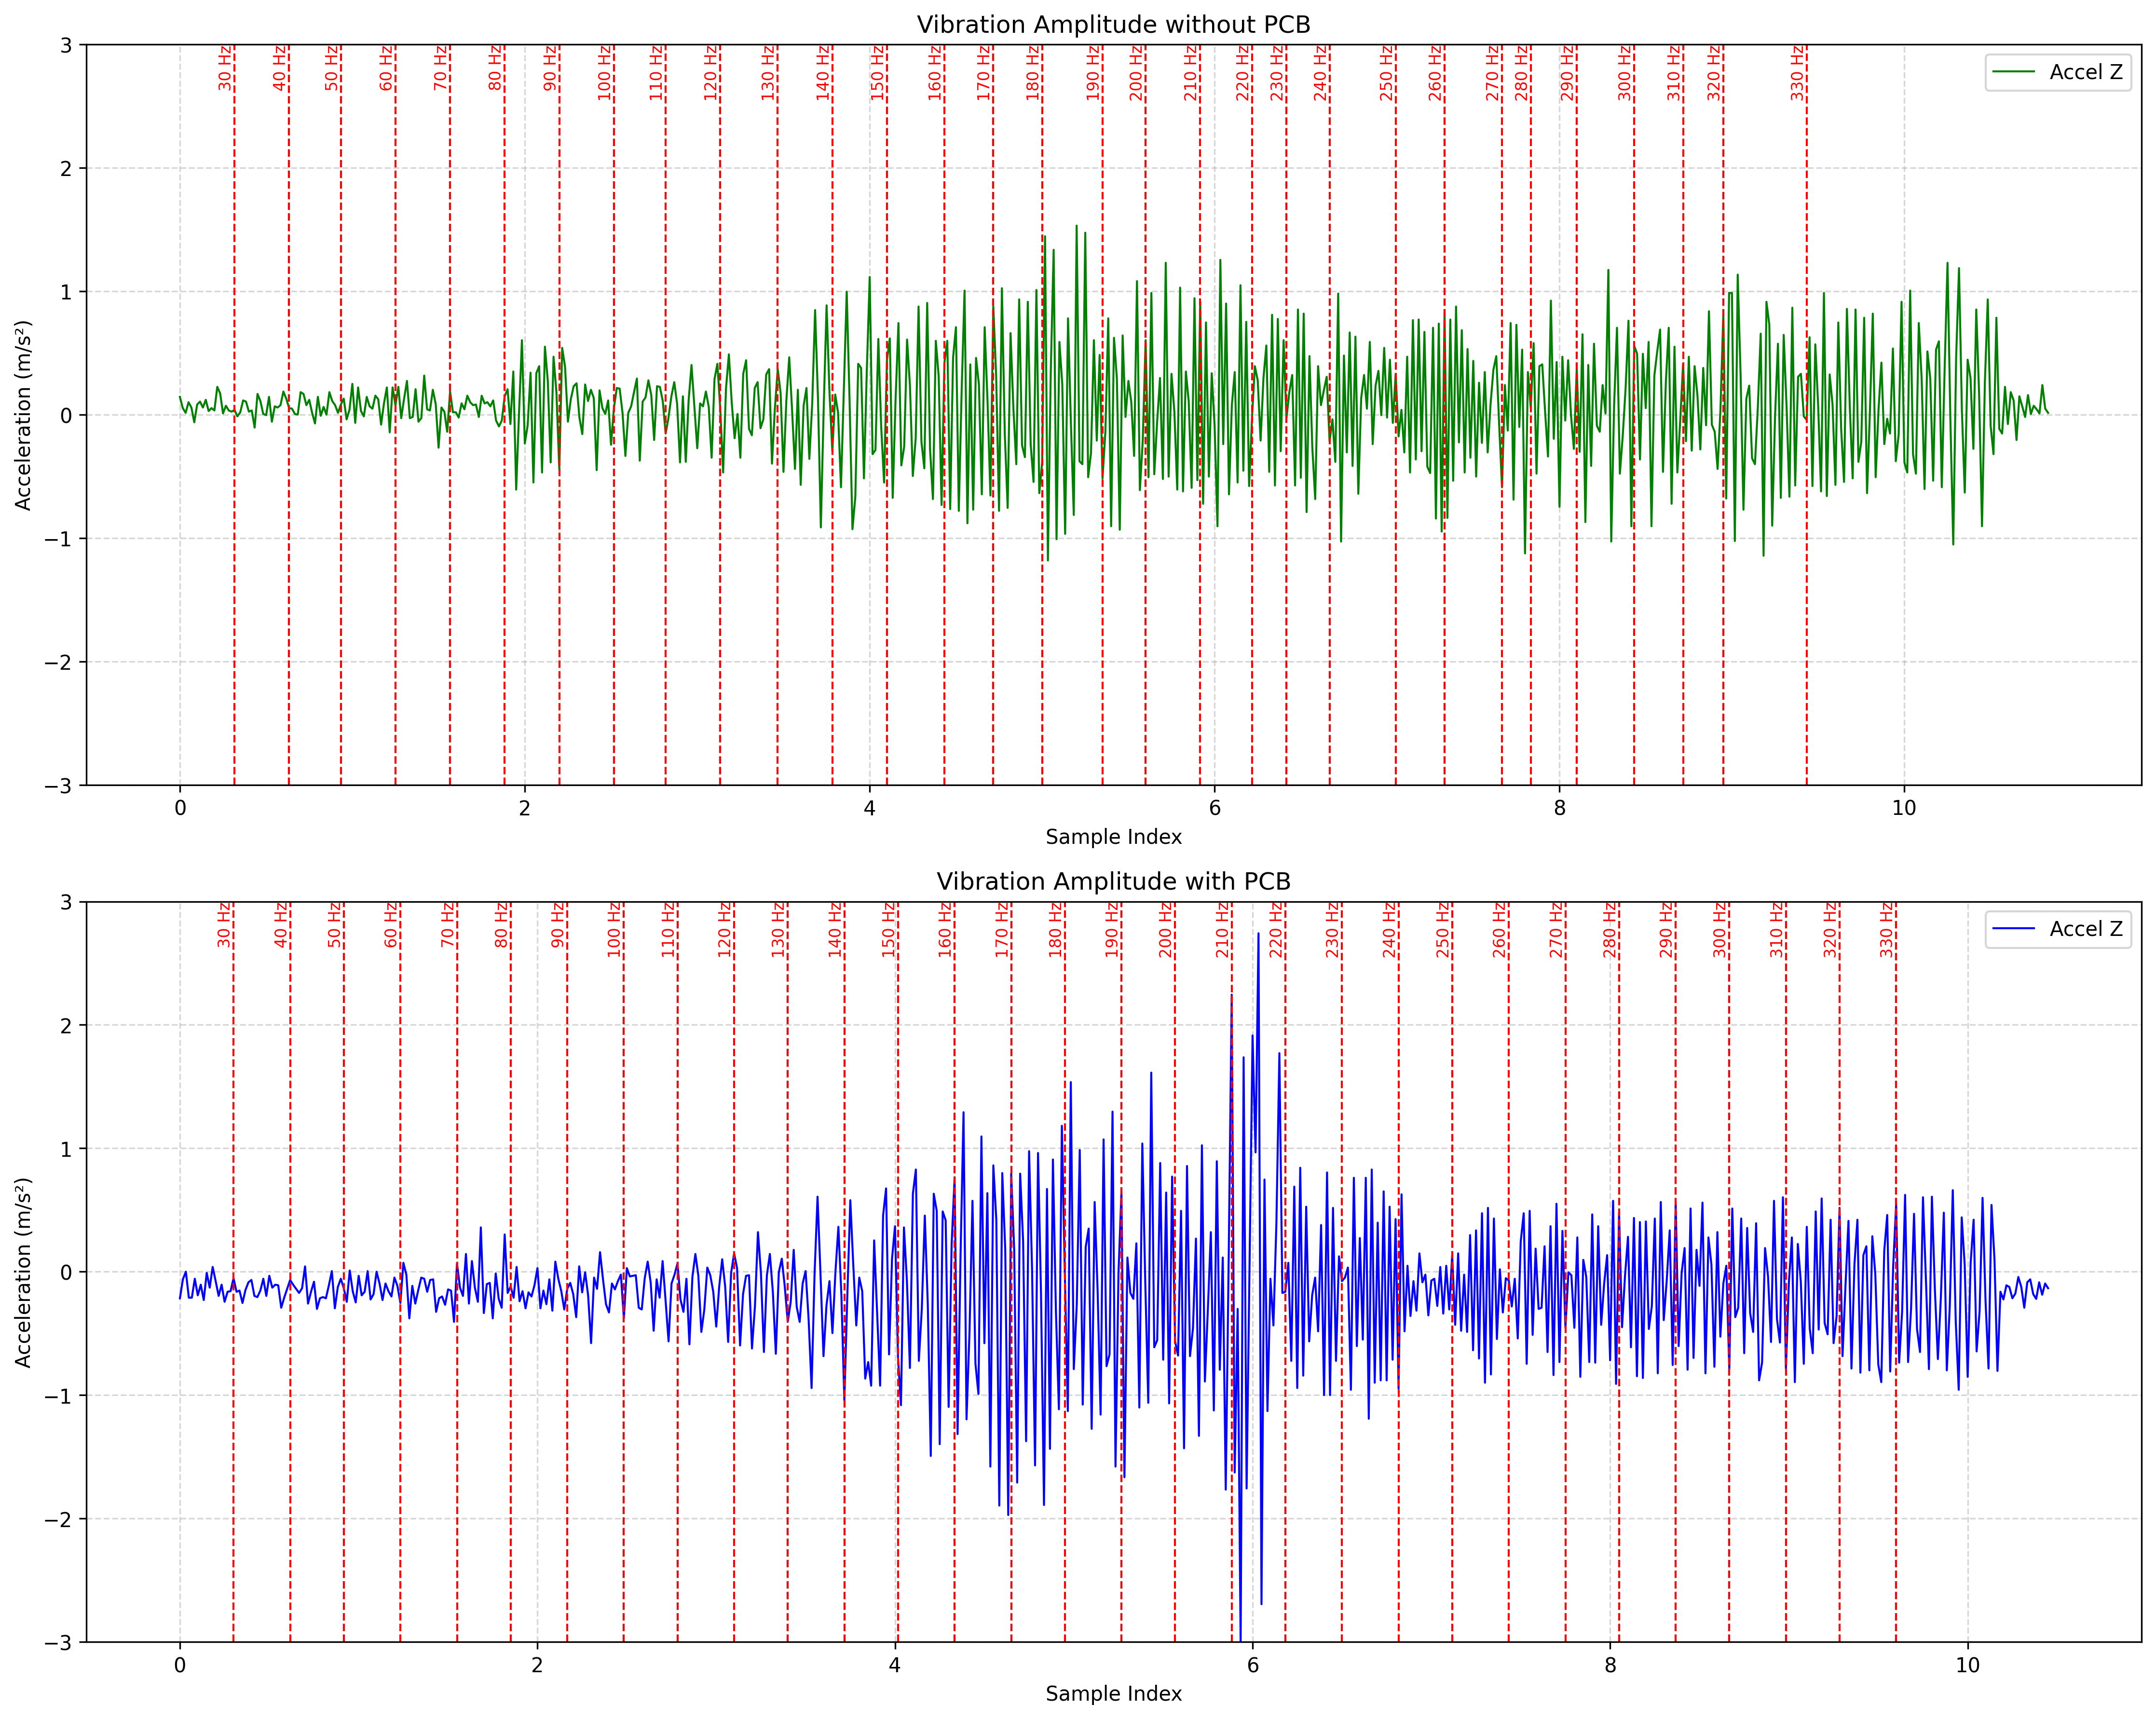 Vibration Amplitude without PCB
30 Hz 40 Hz 50 Hz 60 Hz 70 Hz 80 Hz 90 Hz 100 Hz 110 Hz 120 Hz 130 Hz 140 Hz 150 Hz 160 Hz 170 Hz 180 Hz 190 Hz 200 Hz 210 Hz 220 Hz 230 Hz 240 Hz 250 Hz 260 Hz 270 Hz 280 Hz 290 Hz 300 Hz 310 Hz 320 Hz 330 Hz
Accel Z
3
2
1
0
−1
−2
−3
Acceleration (m/s²)
0 2 4 6 8 10
Sample Index
Vibration Amplitude with PCB
30 Hz 40 Hz 50 Hz 60 Hz 70 Hz 80 Hz 90 Hz 100 Hz 110 Hz 120 Hz 130 Hz 140 Hz 150 Hz 160 Hz 170 Hz 180 Hz 190 Hz 200 Hz 210 Hz 220 Hz 230 Hz 240 Hz 250 Hz 260 Hz 270 Hz 280 Hz 290 Hz 300 Hz 310 Hz 320 Hz 330 Hz
Accel Z
3
2
1
0
−1
−2
−3
Acceleration (m/s²)
0 2 4 6 8 10
Sample Index